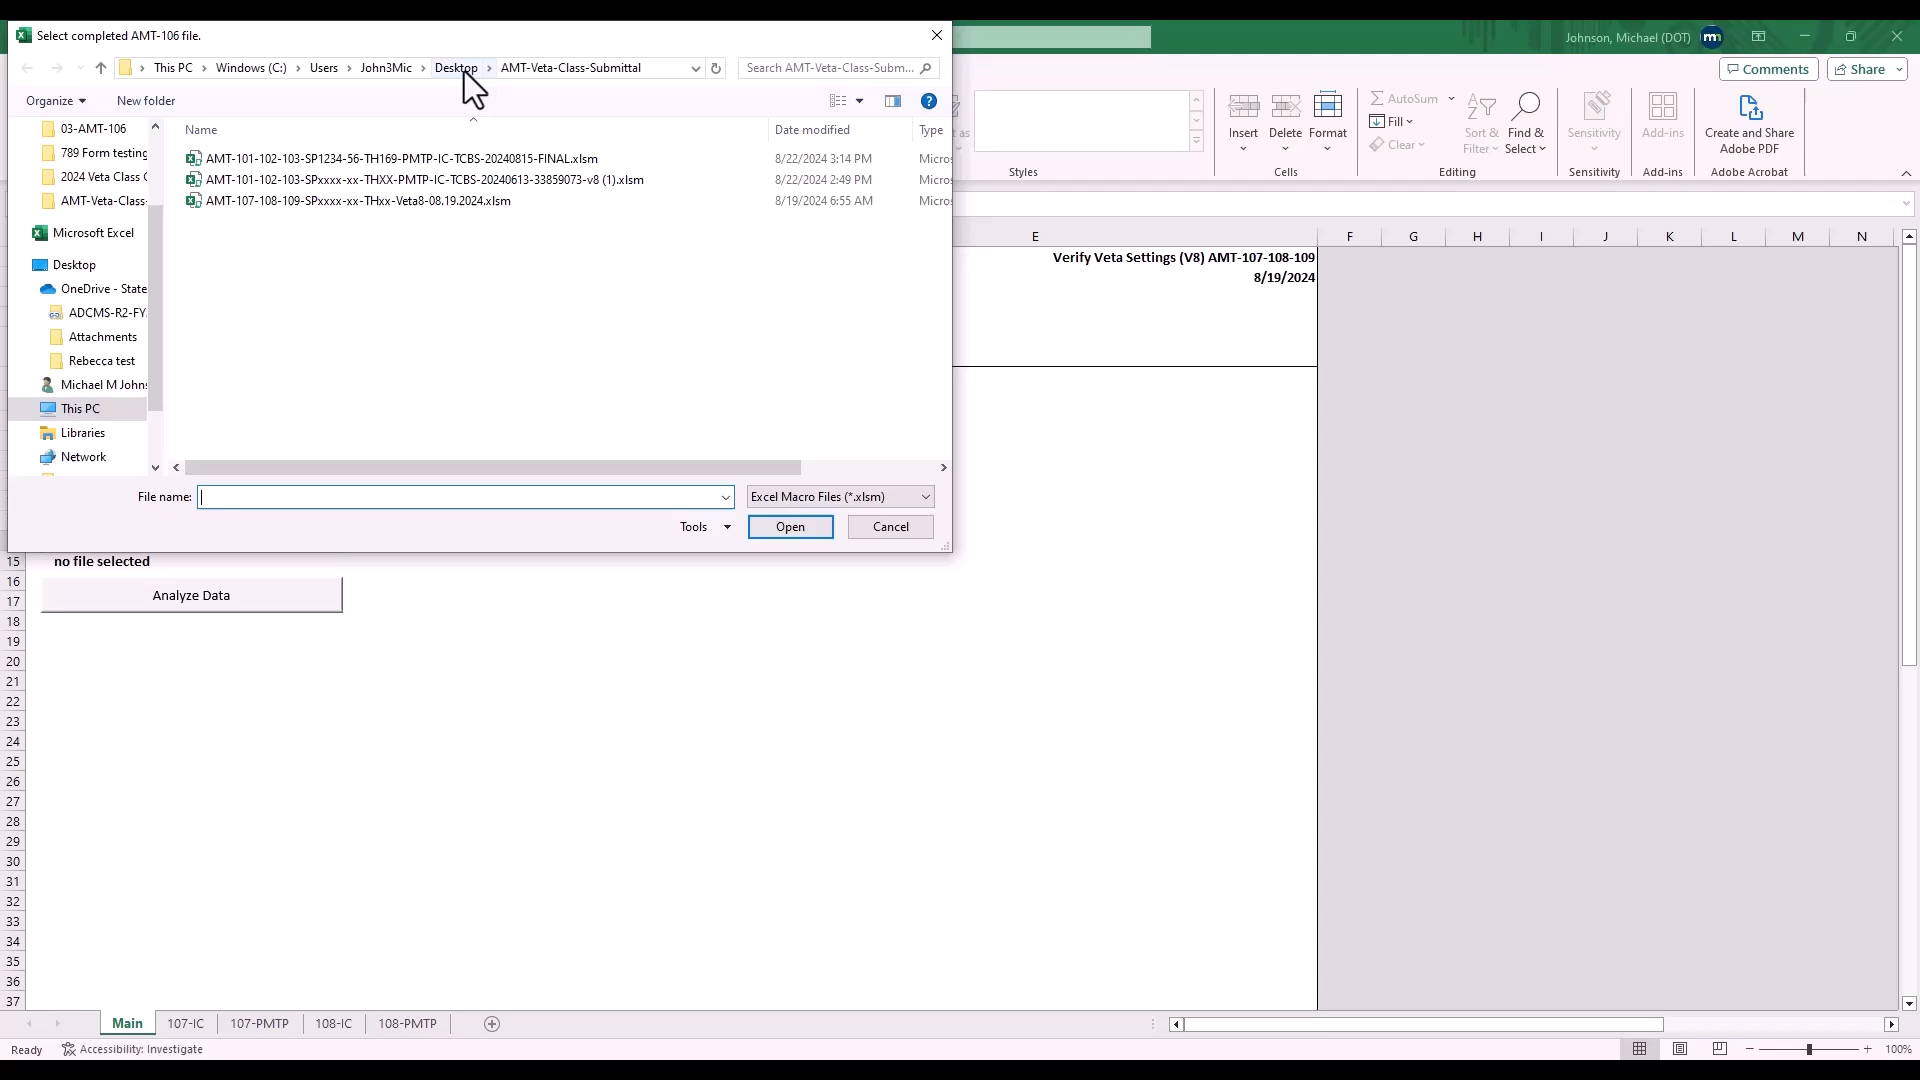 Select completed AMT-106 file.
This PC > Windows (C:) > Users > John3Mic > Desktop > AMT-Veta-Class-Submittal
Search AMT-Veta-Class-Subm...
Organize
New folder
03-AMT-106
789 Form testing
2024 Veta Class C
AMT-Veta-Class-
Microsoft Excel
Desktop
OneDrive - State
ADCMS-R2-FY
Attachments
Rebecca test
Michael M Johns
This PC
Libraries
Network
Name Date modified Type
AMT-101-102-103-SP1234-56-TH169-PMTP-IC-TCBS-20240815-FINAL.xlsm 8/22/2024 3:14 PM Micros
AMT-101-102-103-SPxxxx-xx-THXX-PMTP-IC-TCBS-20240613-33859073-v8 (1).xlsm 8/22/2024 2:49 PM Micros
AMT-107-108-109-SPxxxx-xx-THxx-Veta8-08.19.2024.xlsm 8/19/2024 6:55 AM Micros
File name:
Excel Macro Files (*.xlsm)
Tools
Open
Cancel
Johnson, Michael (DOT)
mn
Comments
Share
as
Styles
Insert
Delete
Format
Cells
AutoSum
Fill
Clear
Sort & Filter
Find & Select
Editing
Sensitivity
Sensitivity
Add-ins
Add-ins
Create and Share Adobe PDF
Adobe Acrobat
E F G H I J K L M N
Verify Veta Settings (V8) AMT-107-108-109
8/19/2024
15 no file selected
16
17 Analyze Data
18
19
20
21
22
23
24
25
26
27
28
29
30
31
32
33
34
35
36
37
Main 107-IC 107-PMTP 108-IC 108-PMTP
Ready Accessibility: Investigate
100%